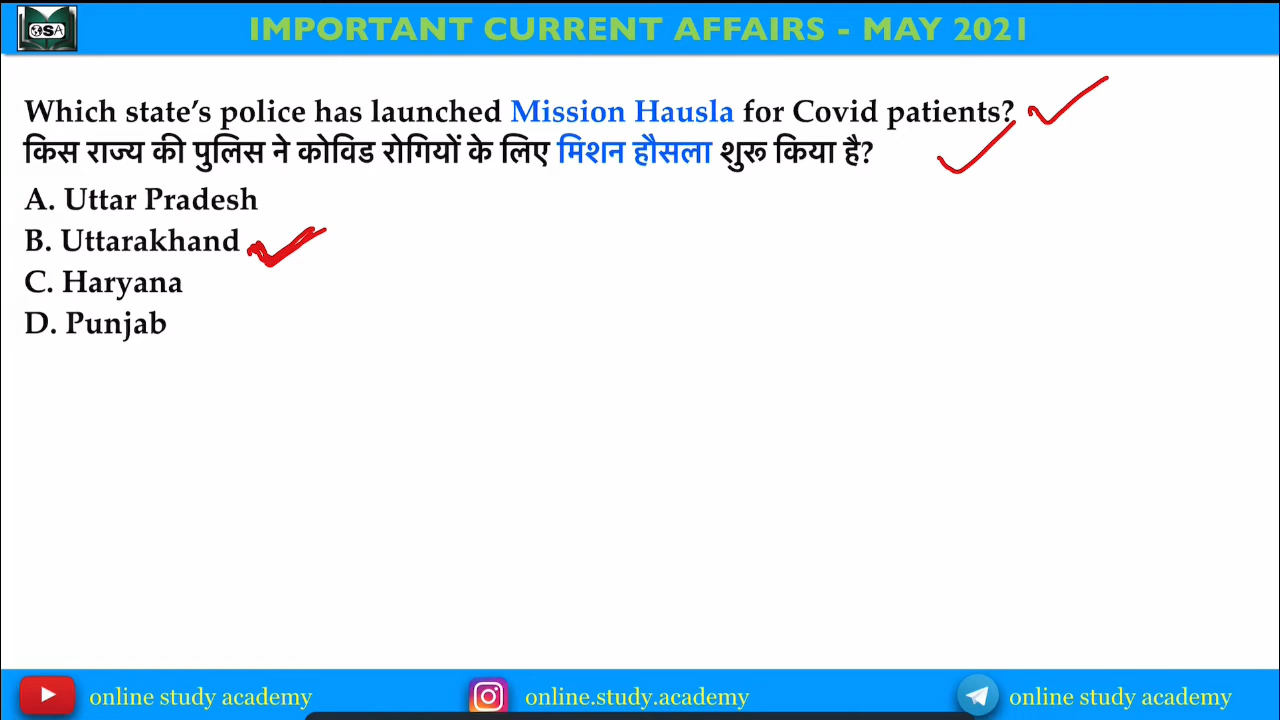 OSA
IMPORTANT CURRENT AFFAIRS - MAY 2021
Which state’s police has launched Mission Hausla for Covid patients?
किस राज्य की पुलिस ने कोविड रोगियों के लिए मिशन हौसला शुरू किया है?
A. Uttar Pradesh
B. Uttarakhand
C. Haryana
D. Punjab
online study academy
online.study.academy
online study academy